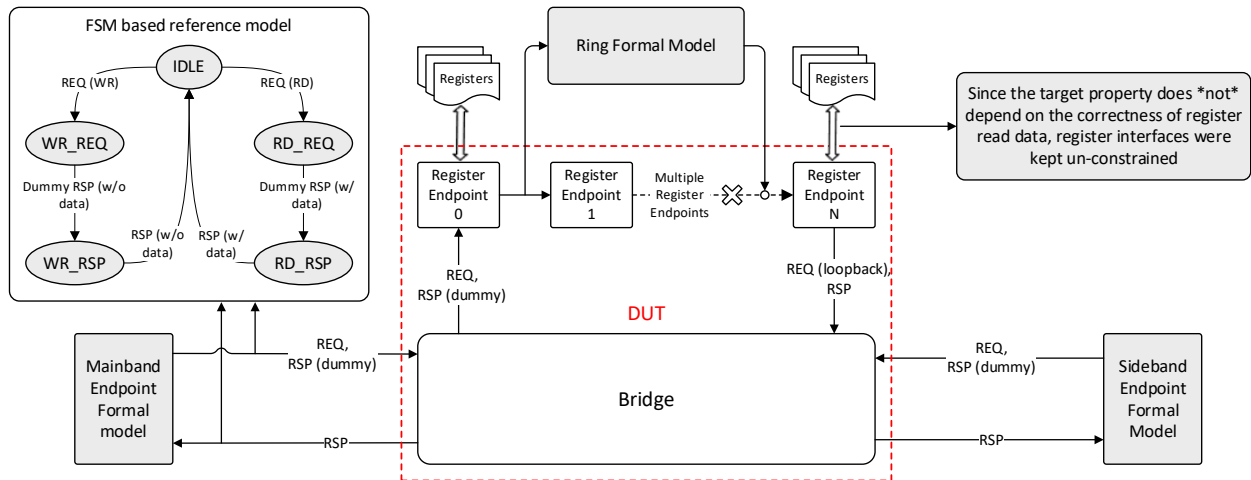 FSM based reference model
IDLE
REQ (WR)
REQ (RD)
WR_REQ
RD_REQ
Dummy RSP (w/o
data)
Dummy RSP (w/
data)
RSP (w/o
data)
RSP (w/
data)
WR_RSP
RD_RSP
Ring Formal Model
Registers
Registers
Since the target property does *not*
depend on the correctness of register
read data, register interfaces were
kept un-constrained
Register
Endpoint
0
Register
Endpoint
1
Multiple
Register
Endpoints
Register
Endpoint
N
REQ,
RSP (dummy)
REQ (loopback),
RSP
DUT
Mainband
Endpoint
Formal
model
REQ,
RSP (dummy)
RSP
Bridge
REQ,
RSP (dummy)
RSP
Sideband
Endpoint
Formal
Model